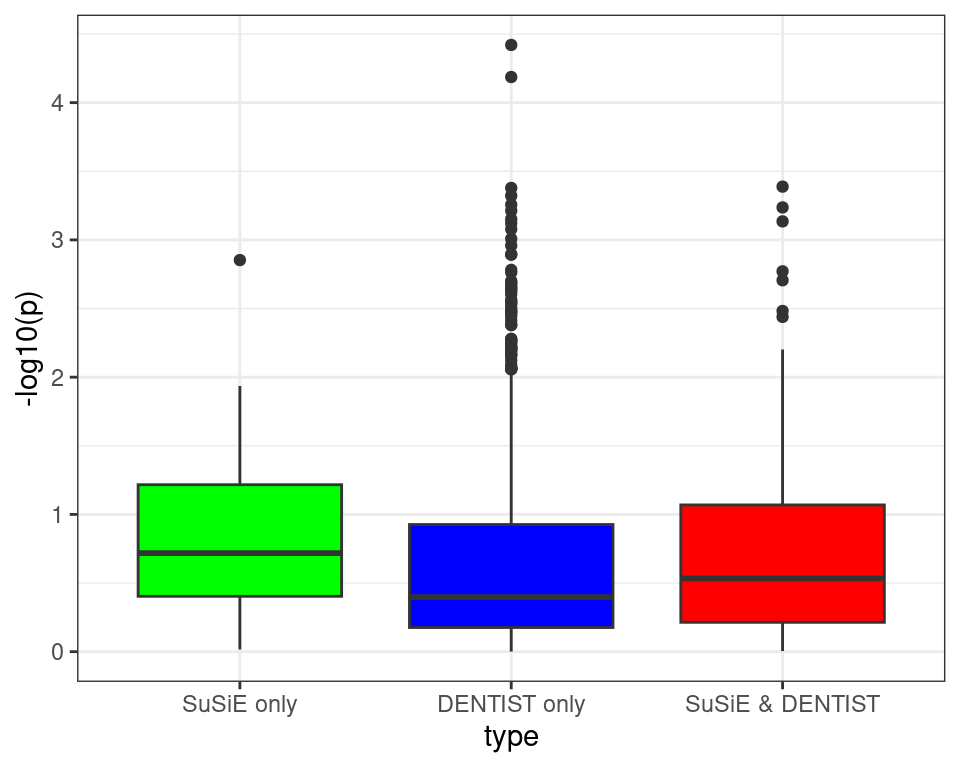 -log10(p)
4
3
2
1
0
SuSiE only
DENTIST only
SuSiE & DENTIST
type